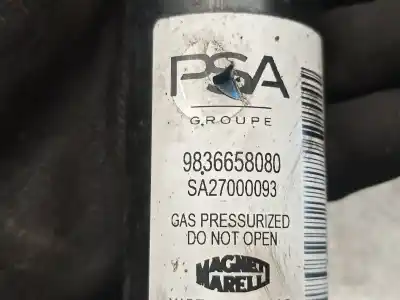 PSA
GROUPE
9836658080
SA27000093
GAS PRESSURIZED
DO NOT OPEN
MAGNETI
MARELLI